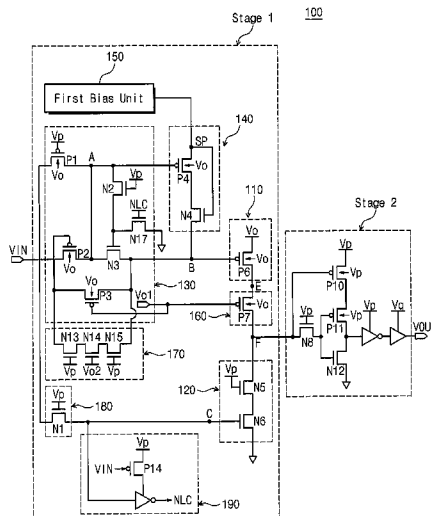 Stage 1
100
150
First Bias Unit
140
SP
Vp
P1
Vo
A
N2
Vp
P4
Vo
110
NLC
N17
N4
Stage 2
Vo
VIN
P2
Vo
N3
B
P6
Vo
Vp
P10
Vp
E
Vo
P3
Vo1
130
P7
Vo
160
Vp
P11
Vp
Vp
Vo
VOUT
F
N8
N12
N13
N14
N15
Vp
Vo2
Vp
170
120
Vp
N5
N6
Vp
180
N1
C
Vp
VIN
P14
NLC
190